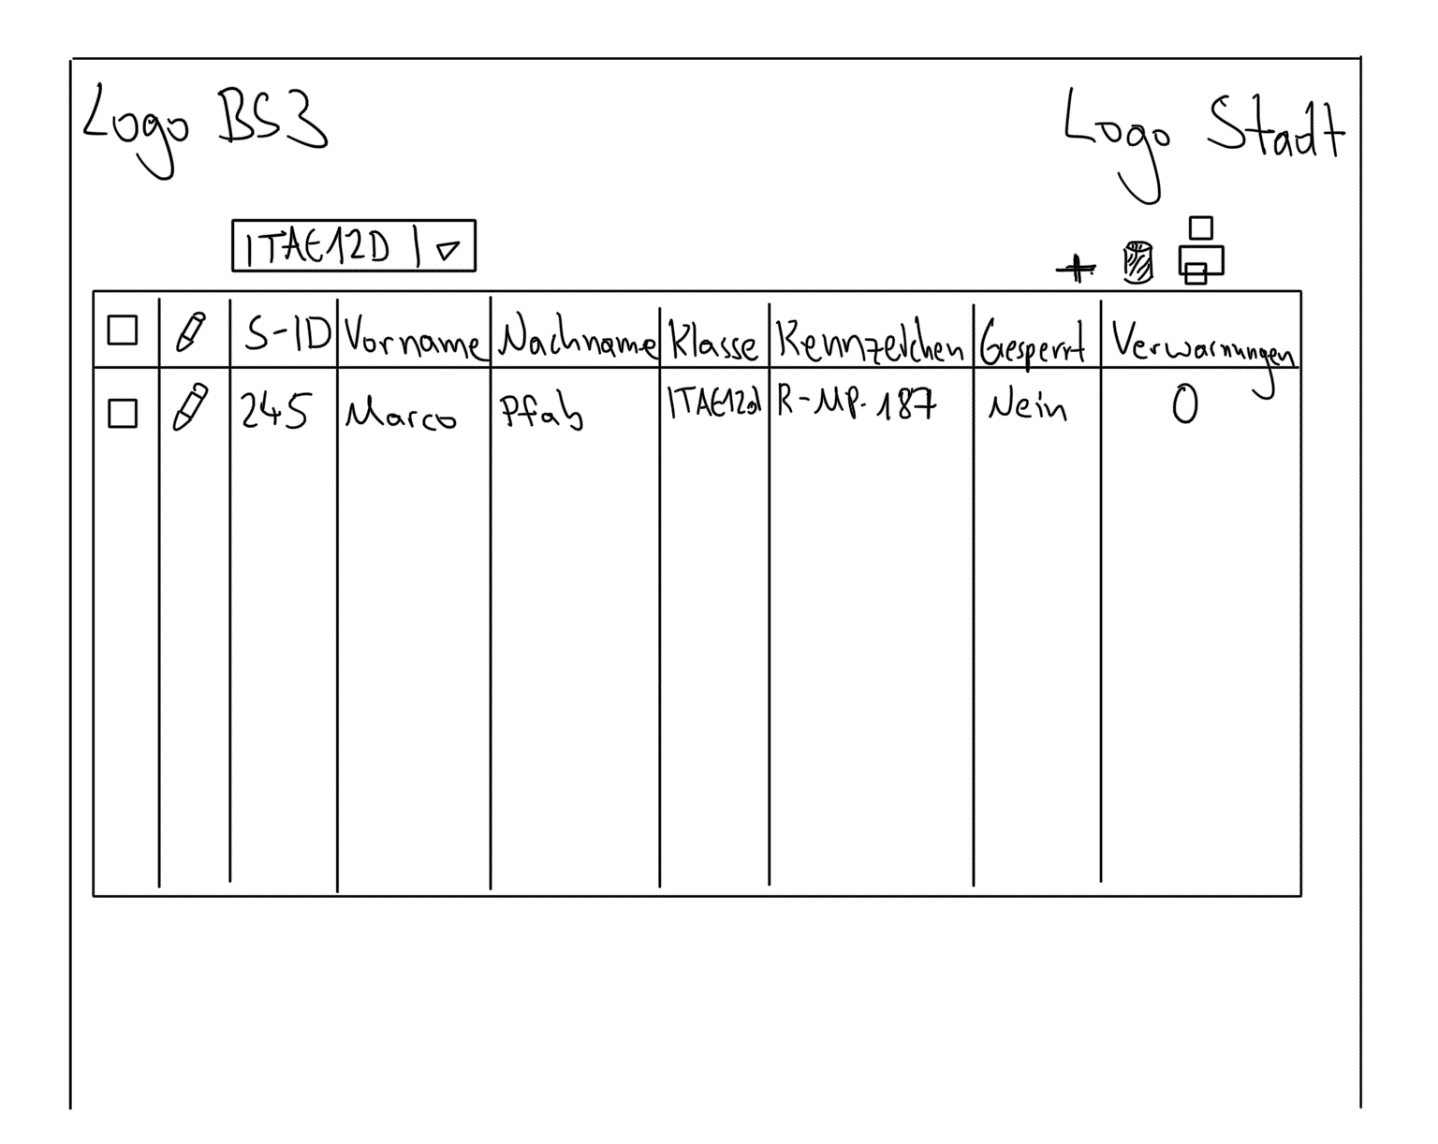 Logo BS3
Logo Stadt
ITAE12D
S-ID Vorname Nachname Klasse Kennzeichen Gesperrt Verwarnungen
245 Marco Pfab ITAE12d R-MP-187 Nein 0